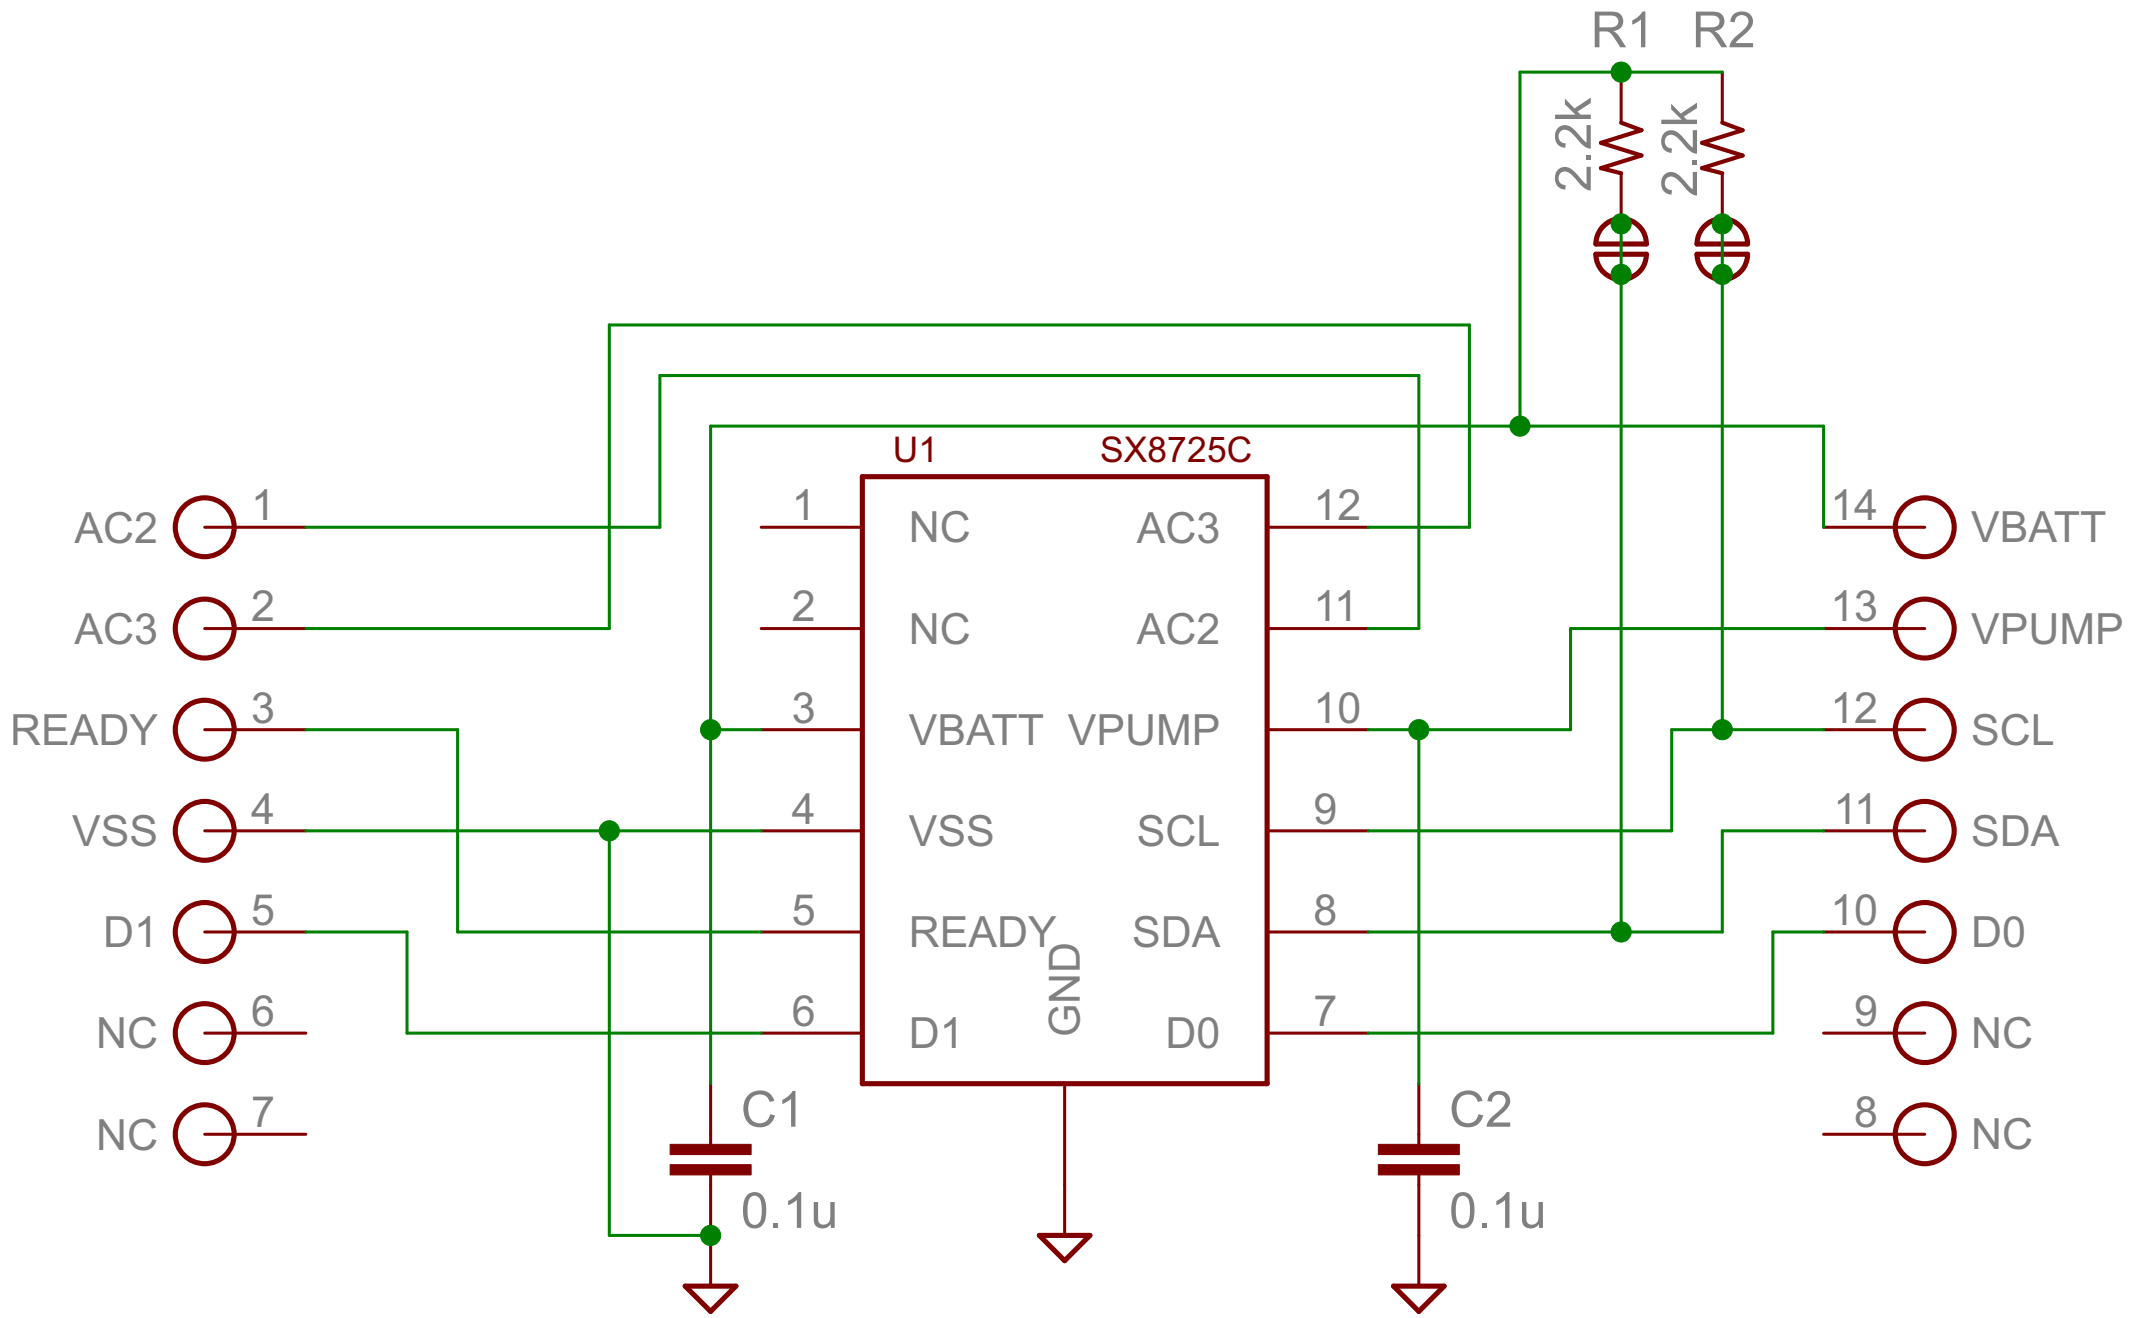 R1 R2
2.2k 2.2k
U1 SX8725C
AC2 1
1 NC AC3 12
14 VBATT
AC3 2
2 NC AC2 11
13 VPUMP
READY 3
3 VBATT VPUMP 10
12 SCL
VSS 4
4 VSS SCL 9
11 SDA
D1 5
5 READY SDA 8
10 D0
GND
NC 6
6 D1 D0 7
9 NC
NC 7
8 NC
C1
0.1u
C2
0.1u